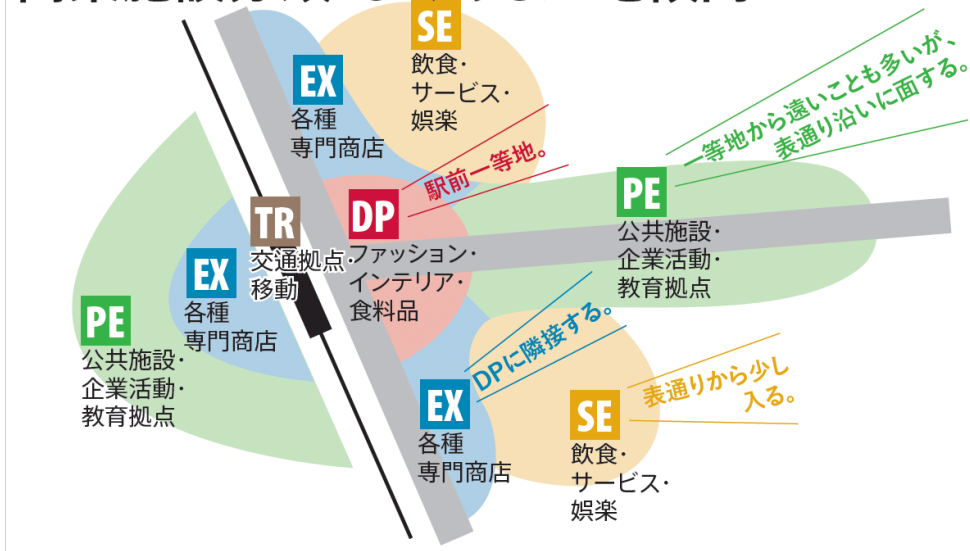 SE
飲食・
サービス・
娯楽
EX
各種
専門商店
一等地から遠いことも多いが、
表通り沿いに面する。
駅前一等地。
PE
公共施設・
企業活動・
教育拠点
TR
交通拠点・
移動
DP
ファッション・
インテリア・
食料品
EX
各種
専門商店
PE
公共施設・
企業活動・
教育拠点
DPに隣接する。
EX
各種
専門商店
表通りから少し
入る。
SE
飲食・
サービス・
娯楽